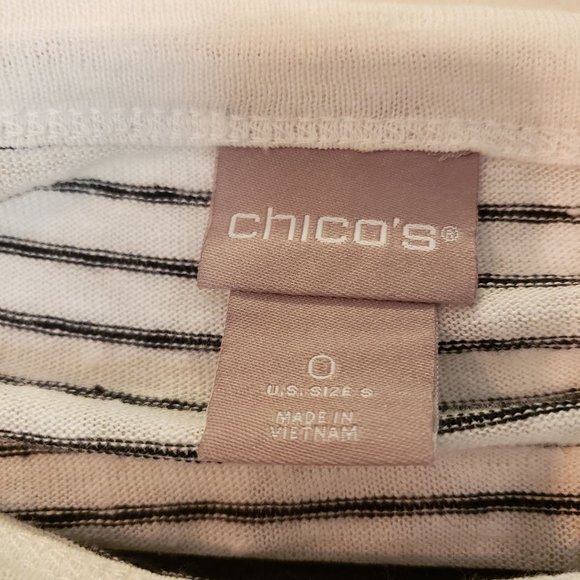 chico's®
0
U.S. SIZE S
MADE IN
VIETNAM